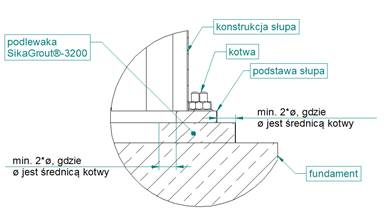 konstrukcja słupa
podlewaka
SikaGrout®-3200
kotwa
podstawa słupa
min. 2*ø, gdzie
ø jest średnicą kotwy
min. 2*ø, gdzie
ø jest średnicą kotwy
fundament